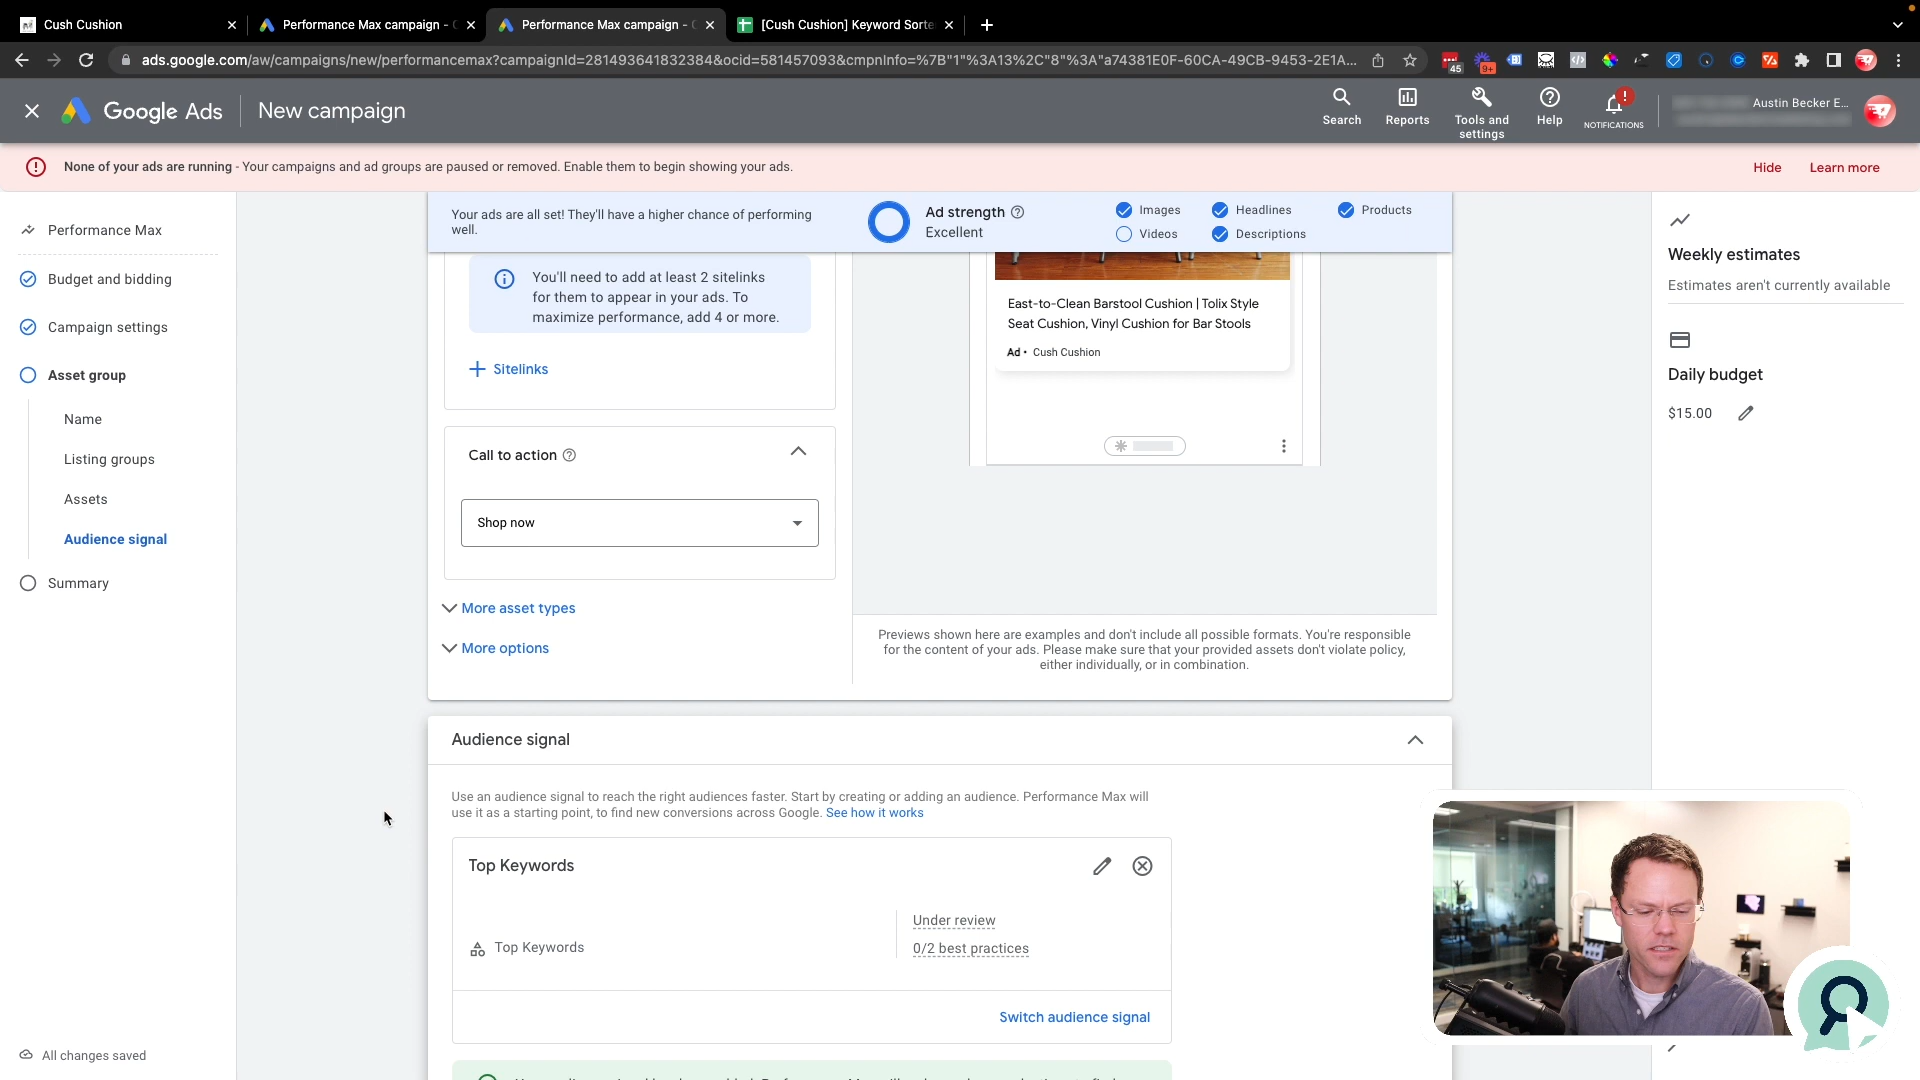 Cush Cushion
Performance Max campaign - C
Performance Max campaign - C
[Cush Cushion] Keyword Sorte
ads.google.com/aw/campaigns/new/performancemax?campaignId=281493641832384&ocid=581457093&cmpnInfo=%7B"1"%3A13%2C"8"%3A"a74381E0F-60CA-49CB-9453-2E1A...
45
9+
Google Ads
New campaign
Search
Reports
Tools and settings
Help
NOTIFICATIONS
Austin Becker E...
None of your ads are running - Your campaigns and ad groups are paused or removed. Enable them to begin showing your ads.
Hide
Learn more
Performance Max
Budget and bidding
Campaign settings
Asset group
Name
Listing groups
Assets
Audience signal
Summary
All changes saved
Your ads are all set! They'll have a higher chance of performing
well.
Ad strength
Excellent
Images
Headlines
Products
Videos
Descriptions
You'll need to add at least 2 sitelinks
for them to appear in your ads. To
maximize performance, add 4 or more.
Sitelinks
Call to action
Shop now
More asset types
More options
East-to-Clean Barstool Cushion | Tolix Style
Seat Cushion, Vinyl Cushion for Bar Stools
Ad • Cush Cushion
Previews shown here are examples and don't include all possible formats. You're responsible
for the content of your ads. Please make sure that your provided assets don't violate policy,
either individually, or in combination.
Audience signal
Use an audience signal to reach the right audiences faster. Start by creating or adding an audience. Performance Max will
use it as a starting point, to find new conversions across Google. See how it works
Top Keywords
Top Keywords
Under review
0/2 best practices
Switch audience signal
Weekly estimates
Estimates aren't currently available
Daily budget
$15.00